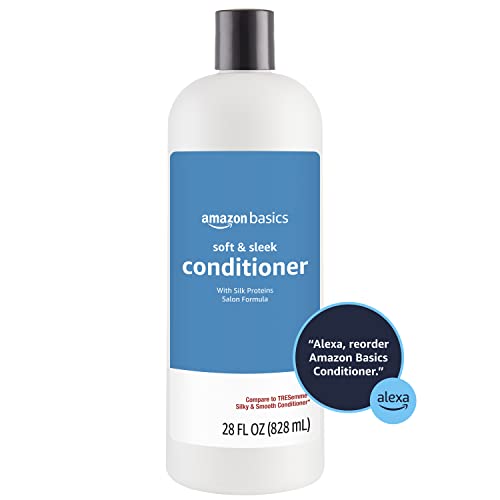 amazon basics
soft & sleek
conditioner
With Silk Proteins
Salon Formula
Compare to TRESemmé
Silky & Smooth Conditioner™
28 FL OZ (828 mL)
“Alexa, reorder
Amazon Basics
Conditioner.”
alexa